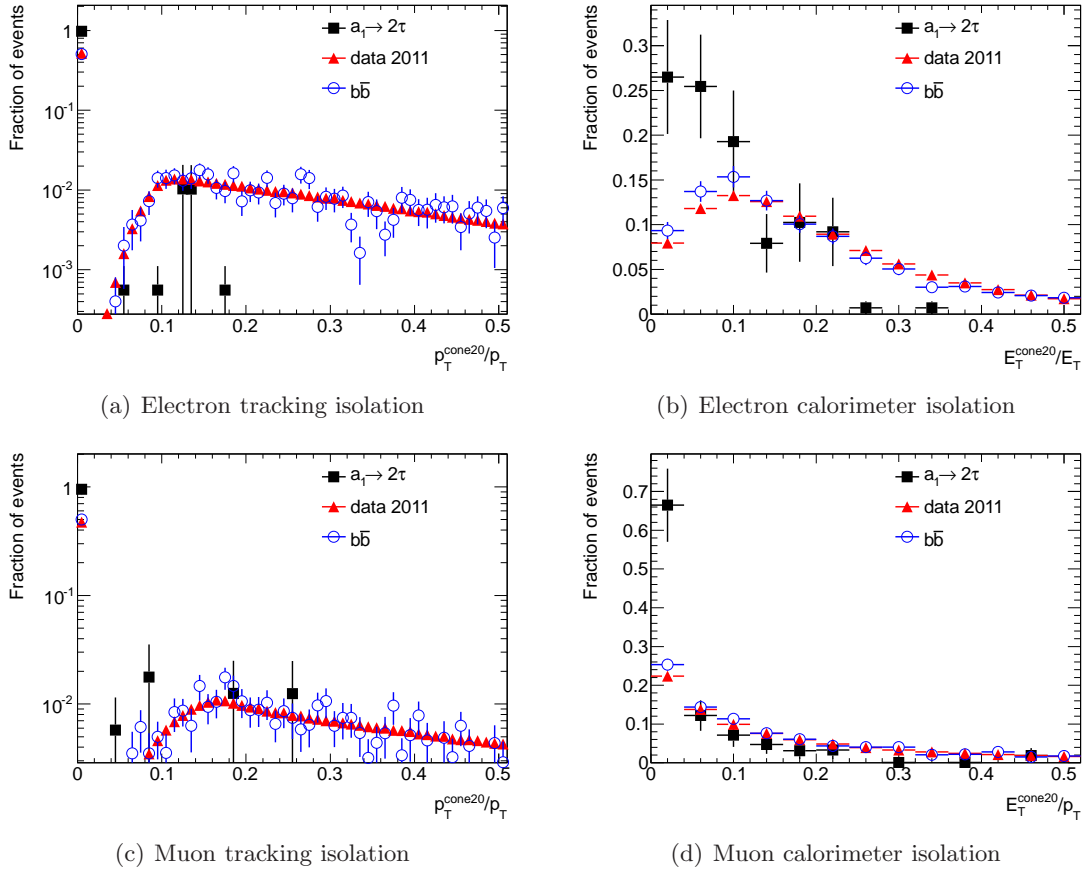 Fraction of events
1
10⁻¹
10⁻²
10⁻³
a₁→ 2τ
data 2011
bb̅
0 0.1 0.2 0.3 0.4 0.5
p_T^cone20/p_T
(a) Electron tracking isolation
Fraction of events
0.3
0.25
0.2
0.15
0.1
0.05
0
a₁→ 2τ
data 2011
bb̅
0 0.1 0.2 0.3 0.4 0.5
E_T^cone20/E_T
(b) Electron calorimeter isolation
Fraction of events
1
10⁻¹
10⁻²
a₁→ 2τ
data 2011
bb̅
0 0.1 0.2 0.3 0.4 0.5
p_T^cone20/p_T
(c) Muon tracking isolation
Fraction of events
0.7
0.6
0.5
0.4
0.3
0.2
0.1
0
a₁→ 2τ
data 2011
bb̅
0 0.1 0.2 0.3 0.4 0.5
E_T^cone20/p_T
(d) Muon calorimeter isolation